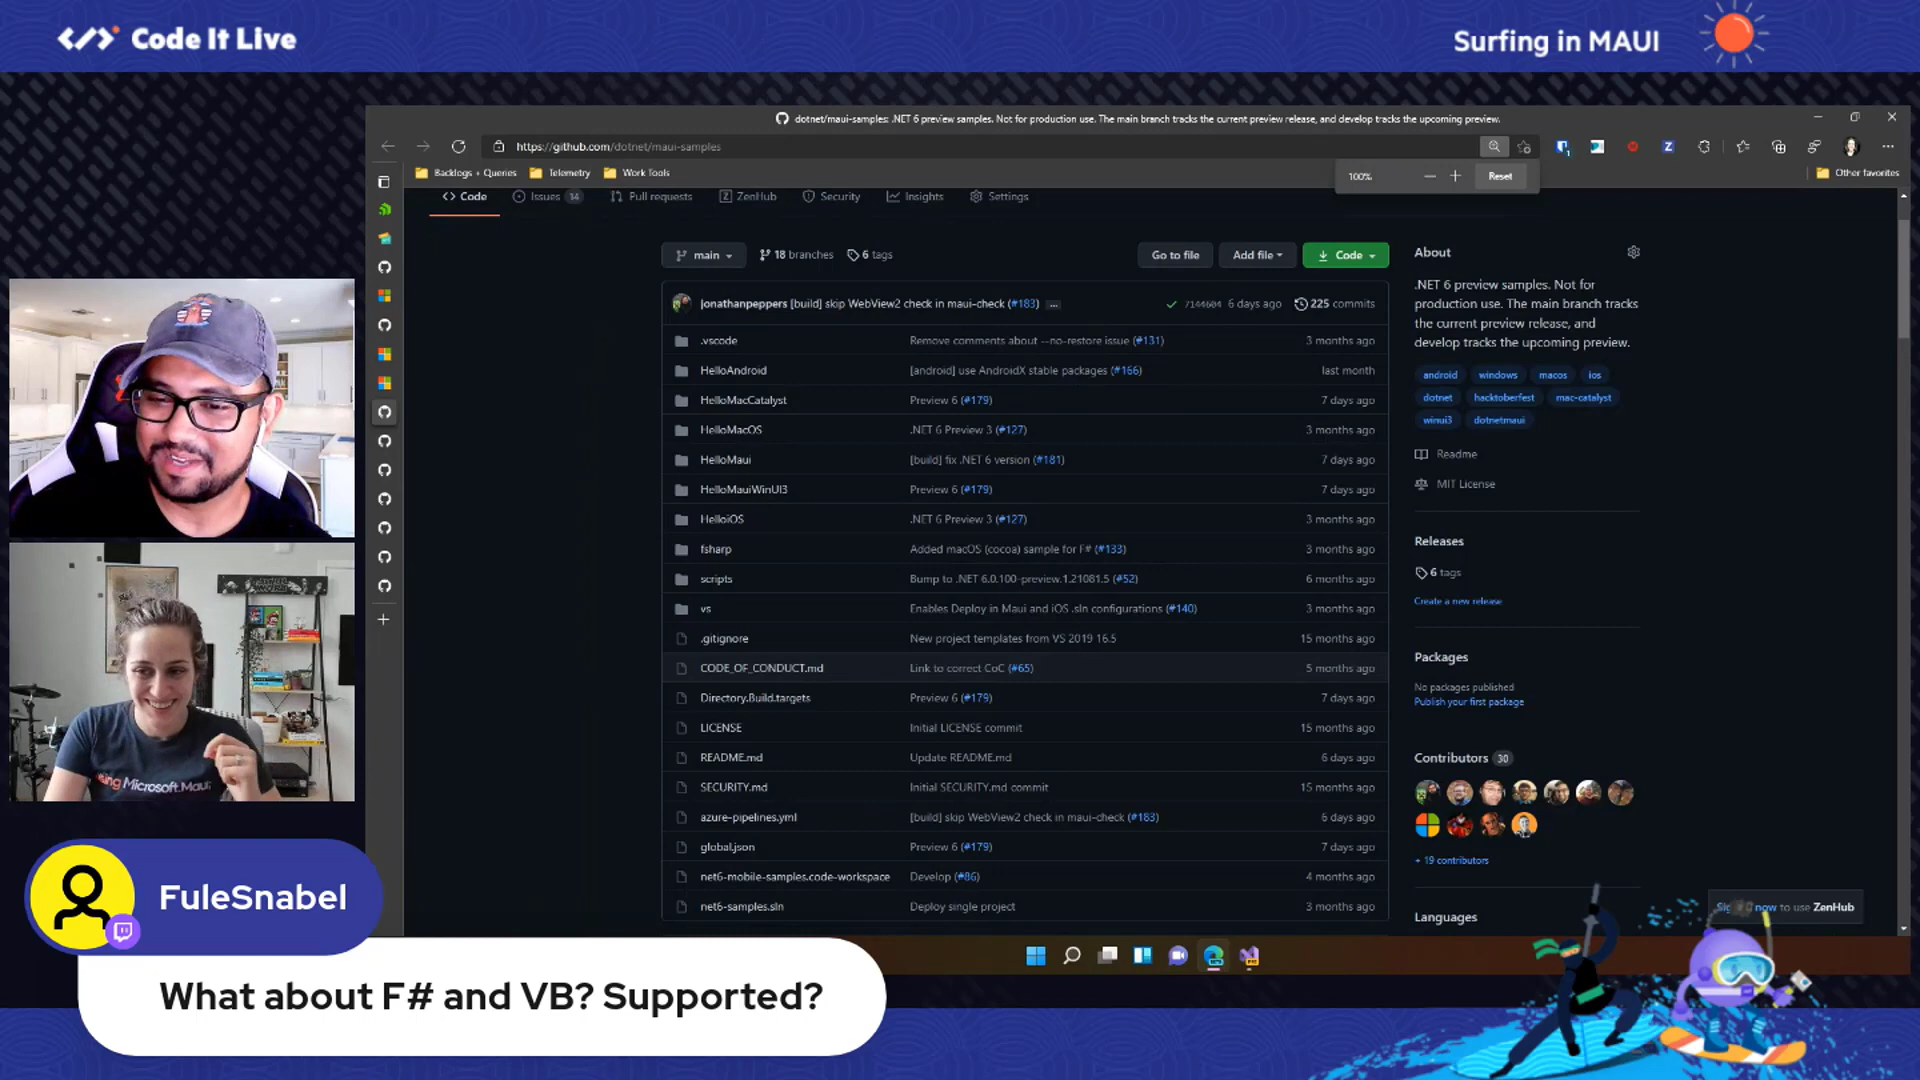 Code It Live
Surfing in MAUI
dotnet/maui-samples: .NET 6 preview samples. Not for production use. The main branch tracks the current preview release, and develop tracks the upcoming preview.
https://github.com/dotnet/maui-samples
Backlogs + Queries
Telemetry
Work Tools
100%
Reset
Other favorites
Code
Issues 14
Pull requests
ZenHub
Security
Insights
Settings
main
18 branches
6 tags
Go to file
Add file
Code
jonathanpeppers [build] skip WebView2 check in maui-check (#183) ...
7144604 6 days ago
225 commits
.vscode Remove comments about --no-restore issue (#131) 3 months ago
HelloAndroid [android] use AndroidX stable packages (#166) last month
HelloMacCatalyst Preview 6 (#179) 7 days ago
HelloMacOS .NET 6 Preview 3 (#127) 3 months ago
HelloMaui [build] fix .NET 6 version (#181) 7 days ago
HelloMauiWinUI3 Preview 6 (#179) 7 days ago
HelloiOS .NET 6 Preview 3 (#127) 3 months ago
fsharp Added macOS (cocoa) sample for F# (#133) 3 months ago
scripts Bump to .NET 6.0.100-preview.1.21081.5 (#52) 6 months ago
vs Enables Deploy in Maui and iOS .sln configurations (#140) 3 months ago
.gitignore New project templates from VS 2019 16.5 15 months ago
CODE_OF_CONDUCT.md Link to correct CoC (#65) 5 months ago
Directory.Build.targets Preview 6 (#179) 7 days ago
LICENSE Initial LICENSE commit 15 months ago
README.md Update README.md 6 days ago
SECURITY.md Initial SECURITY.md commit 15 months ago
azure-pipelines.yml [build] skip WebView2 check in maui-check (#183) 6 days ago
global.json Preview 6 (#179) 7 days ago
net6-mobile-samples.code-workspace Develop (#86) 4 months ago
net6-samples.sln Deploy single project 3 months ago
About
.NET 6 preview samples. Not for
production use. The main branch tracks
the current preview release, and
develop tracks the upcoming preview.
android windows macos ios
dotnet hacktoberfest mac-catalyst
winui3 dotnetmaui
Readme
MIT License
Releases
6 tags
Create a new release
Packages
No packages published
Publish your first package
Contributors 30
+ 19 contributors
Languages
now to use ZenHub
ing Microsoft.Maui
FuleSnabel
What about F# and VB? Supported?